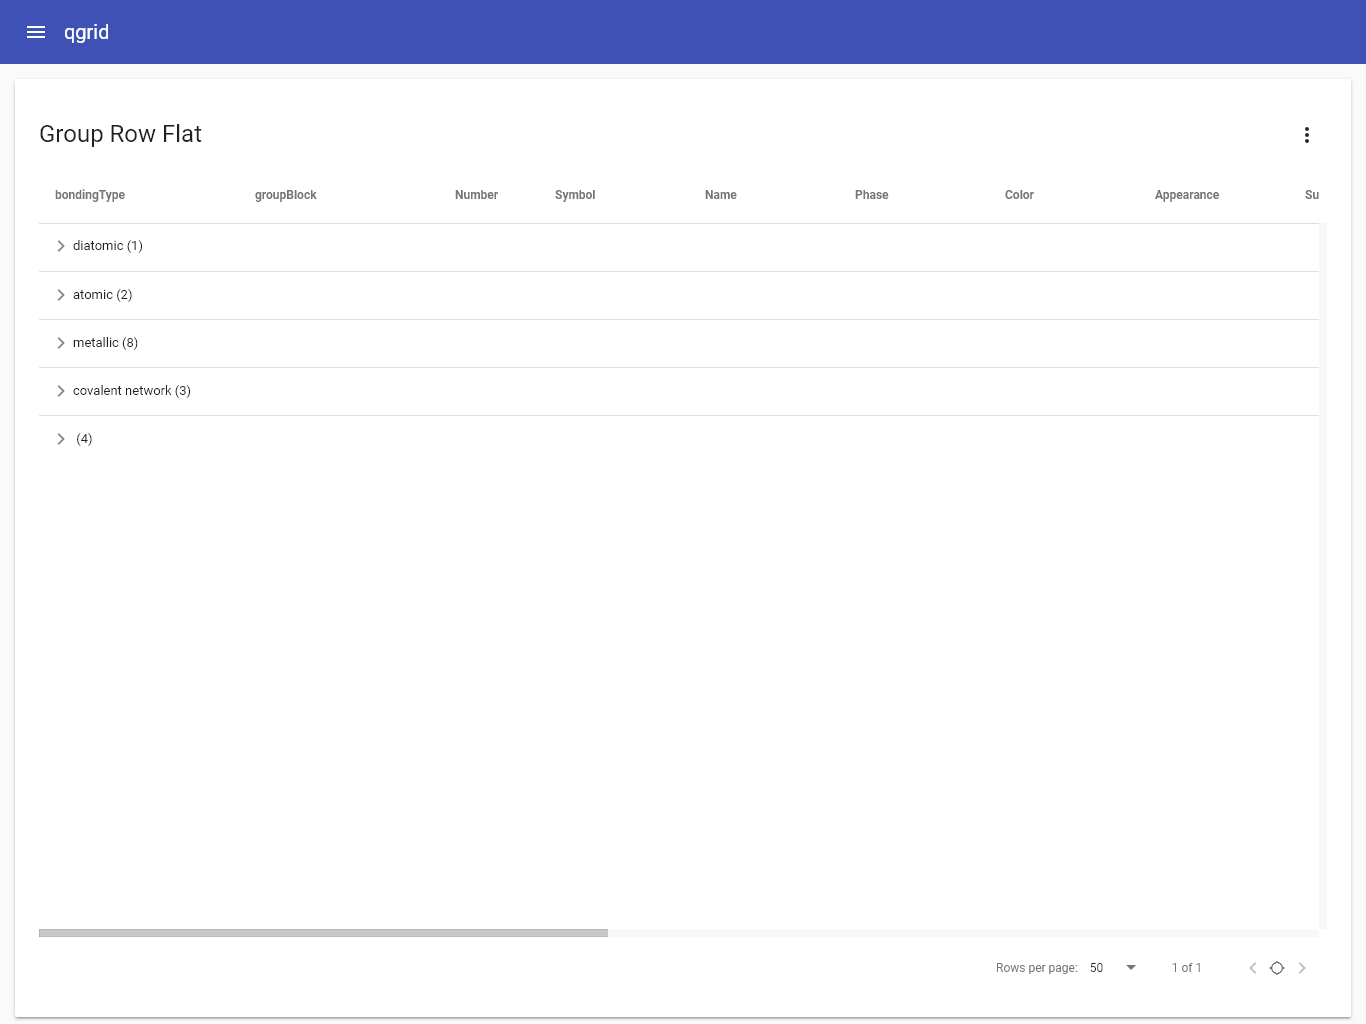 qgrid
Group Row Flat
bondingType groupBlock Number Symbol Name Phase Color Appearance Su
diatomic (1)
atomic (2)
metallic (8)
covalent network (3)
(4)
Rows per page: 50 1 of 1